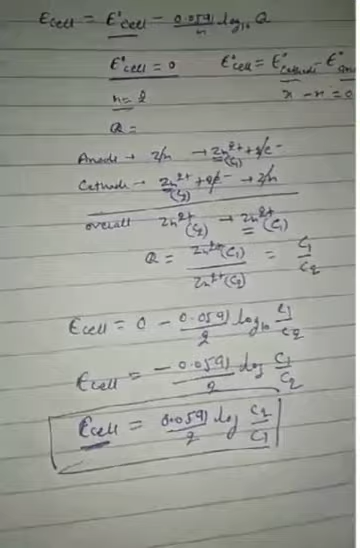 Ecell = E°cell - 0.0591/n log10 Q
E°cell = 0 E°cell = E°Cathode - E°Ano
n = 2 x - x = 0
Q =
Anode → Zn → Zn2+ + 2e-
(C1)
Cathode → Zn2+ + 2e- → Zn
(C2)
overall Zn2+ (C2) → Zn2+ (C1)
Q = Zn2+ (C1) / Zn2+ (C2) = C1/C2
Ecell = 0 - 0.0591/2 log10 C1/C2
Ecell = -0.0591/2 log C1/C2
Ecell = 0.0591/2 log C2/C1